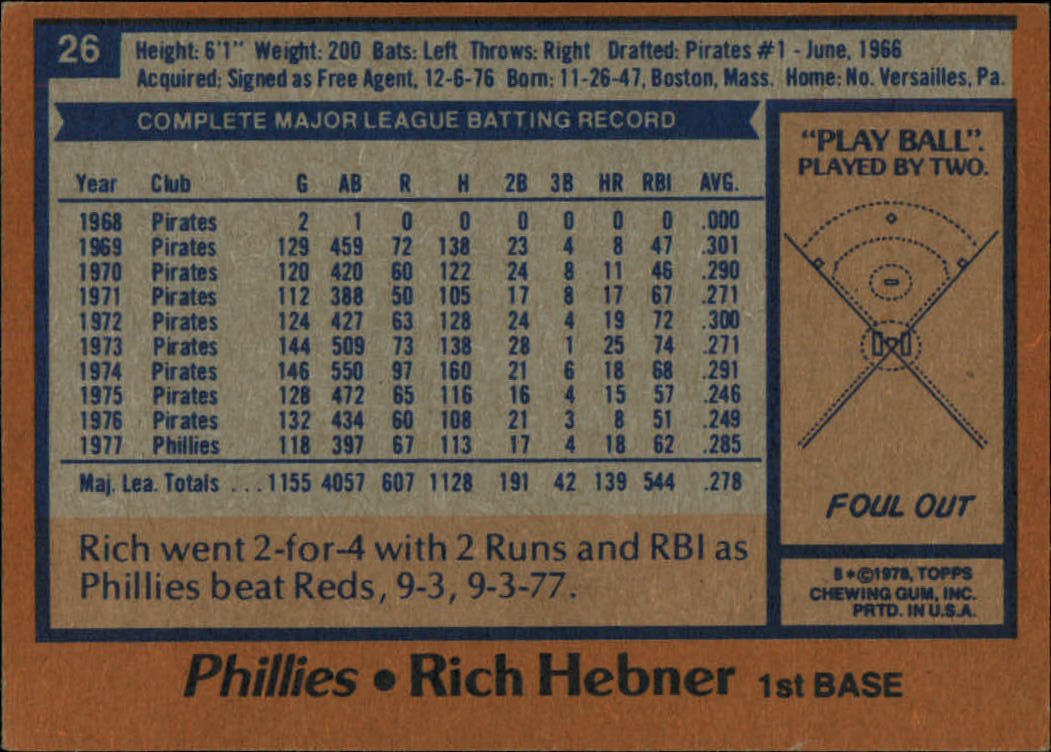 26
Height: 6'1" Weight: 200 Bats: Left Throws: Right Drafted: Pirates #1 - June, 1966
Acquired: Signed as Free Agent, 12-6-76 Born: 11-26-47, Boston, Mass. Home: No. Versailles, Pa.
COMPLETE MAJOR LEAGUE BATTING RECORD
Year Club G AB R H 2B 3B HR RBI AVG.
1968 Pirates 2 1 0 0 0 0 0 0 .000
1969 Pirates 129 459 72 138 23 4 8 47 .301
1970 Pirates 120 420 60 122 24 8 11 46 .290
1971 Pirates 112 388 50 105 17 8 17 67 .271
1972 Pirates 124 427 63 128 24 4 19 72 .300
1973 Pirates 144 509 73 138 28 1 25 74 .271
1974 Pirates 146 550 97 160 21 6 18 68 .291
1975 Pirates 128 472 65 116 16 4 15 57 .246
1976 Pirates 132 434 60 108 21 3 8 51 .249
1977 Phillies 118 397 67 113 17 4 18 62 .285
Maj. Lea. Totals ...1155 4057 607 1128 191 42 139 544 .278
Rich went 2-for-4 with 2 Runs and RBI as
Phillies beat Reds, 9-3, 9-3-77.
"PLAY BALL".
PLAYED BY TWO.
FOUL OUT
B*©1978, TOPPS
CHEWING GUM, INC.
PRTD. IN U.S.A.
Phillies • Rich Hebner 1st BASE